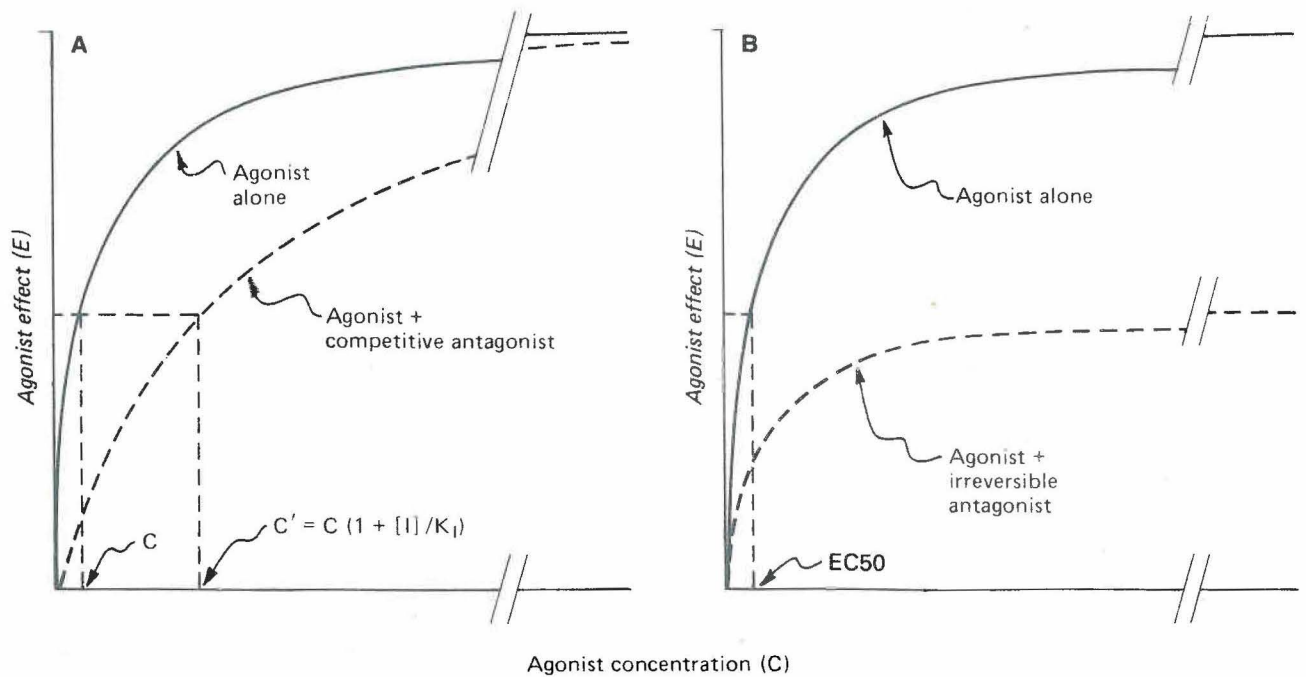 A
Agonist effect (E)
Agonist
alone
Agonist +
competitive antagonist
C
C' = C (1 + [I] /K_I)
B
Agonist effect (E)
Agonist alone
Agonist +
irreversible
antagonist
EC50
Agonist concentration (C)